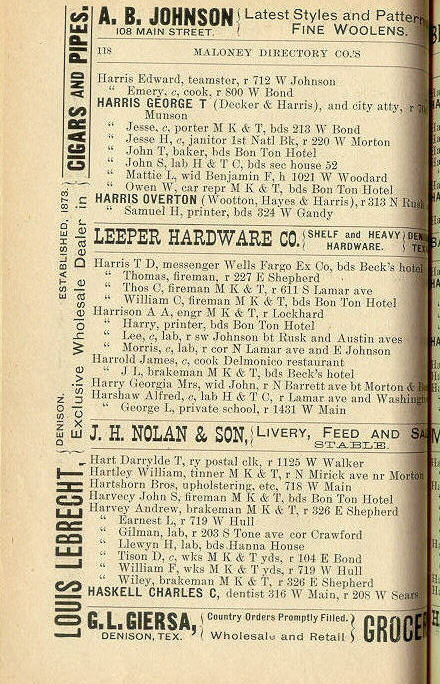 A. B. JOHNSON
108 MAIN STREET.
Latest Styles and Pattern
FINE WOOLENS.
118 MALONEY DIRECTORY CO.'S
Harris Edward, teamster, r 712 W Johnson
“ Emery, c, cook, r 800 W Bond
HARRIS GEORGE T (Decker & Harris), and city atty, r
Munson
“ Jesse, c, porter M K & T, bds 213 W Bond
“ Jesse H, c, janitor 1st Natl Bk, r 220 W Morton
“ John T, baker, bds Bon Ton Hotel
“ John S, lab H & T C, bds sec house 52
“ Mattie L, wid Benjamin F, h 1021 W Woodard
“ Owen W, car repr M K & T, bds Bon Ton Hotel
HARRIS OVERTON (Wootton, Hayes & Harris), r 313 N Rusk
“ Samuel H, printer, bds 324 W Gandy
LEEPER HARDWARE CO.
SHELF and HEAVY
HARDWARE.
DEN
TEX
Harris T D, messenger Wells Fargo Ex Co, bds Beck's hotel
“ Thomas, fireman, r 227 E Shepherd
“ Thos C, fireman M K & T, r 611 S Lamar ave
“ William C, fireman M K & T, bds Bon Ton Hotel
Harrison A A, engr M K & T, r Lockhard
“ Harry, printer, bds Bon Ton Hotel
“ Lee, c, lab, r sw Johnson bt Rusk and Austin aves
“ Morris, c, lab, r cor N Lamar ave and E Johnson
Harrold James, c, cook Delmonico restaurant
“ J L, brakeman M K & T, bds Beck's hotel
Harry Georgia Mrs, wid John, r N Barrett ave bt Morton & B
Harshaw Alfred, c, lab H & T C, r Lamar ave and Washing
“ George L, private school, r 1431 W Main
J. H. NOLAN & SON,
LIVERY, FEED AND SA
STABLE.
Hart Darrylde T, ry postal clk, r 1125 W Walker
Hartley William, tinner M K & T, r N Mirick ave nr Morton
Hartshorn Bros, upholstering, etc, 718 W Main
Harvecy John S, fireman M K & T, bds Bon Ton Hotel
Harvey Andrew, brakeman M K & T, r 326 E Shepherd
“ Earnest L, r 719 W Hull
“ Gilman, lab, r 203 S Tone ave cor Crawford
“ Llewyn H, lab, bds Hanna House
“ Tison D, c, wks M K & T yds, r 104 E Bond
“ William F, wks M K & T yds, r 719 W Hull
“ Wiley, brakeman M K & T, r 326 E Shepherd
HASKELL CHARLES C, dentist 316 W Main, r 208 W Sears
G. L. GIERSA,
DENISON, TEX.
Country Orders Promptly Filled.
Wholesale and Retail
GROCE
LOUIS LEBRECHT,
DENISON. ESTABLISHED, 1873.
Exclusive Wholesale Dealer in
CIGARS AND PIPES.